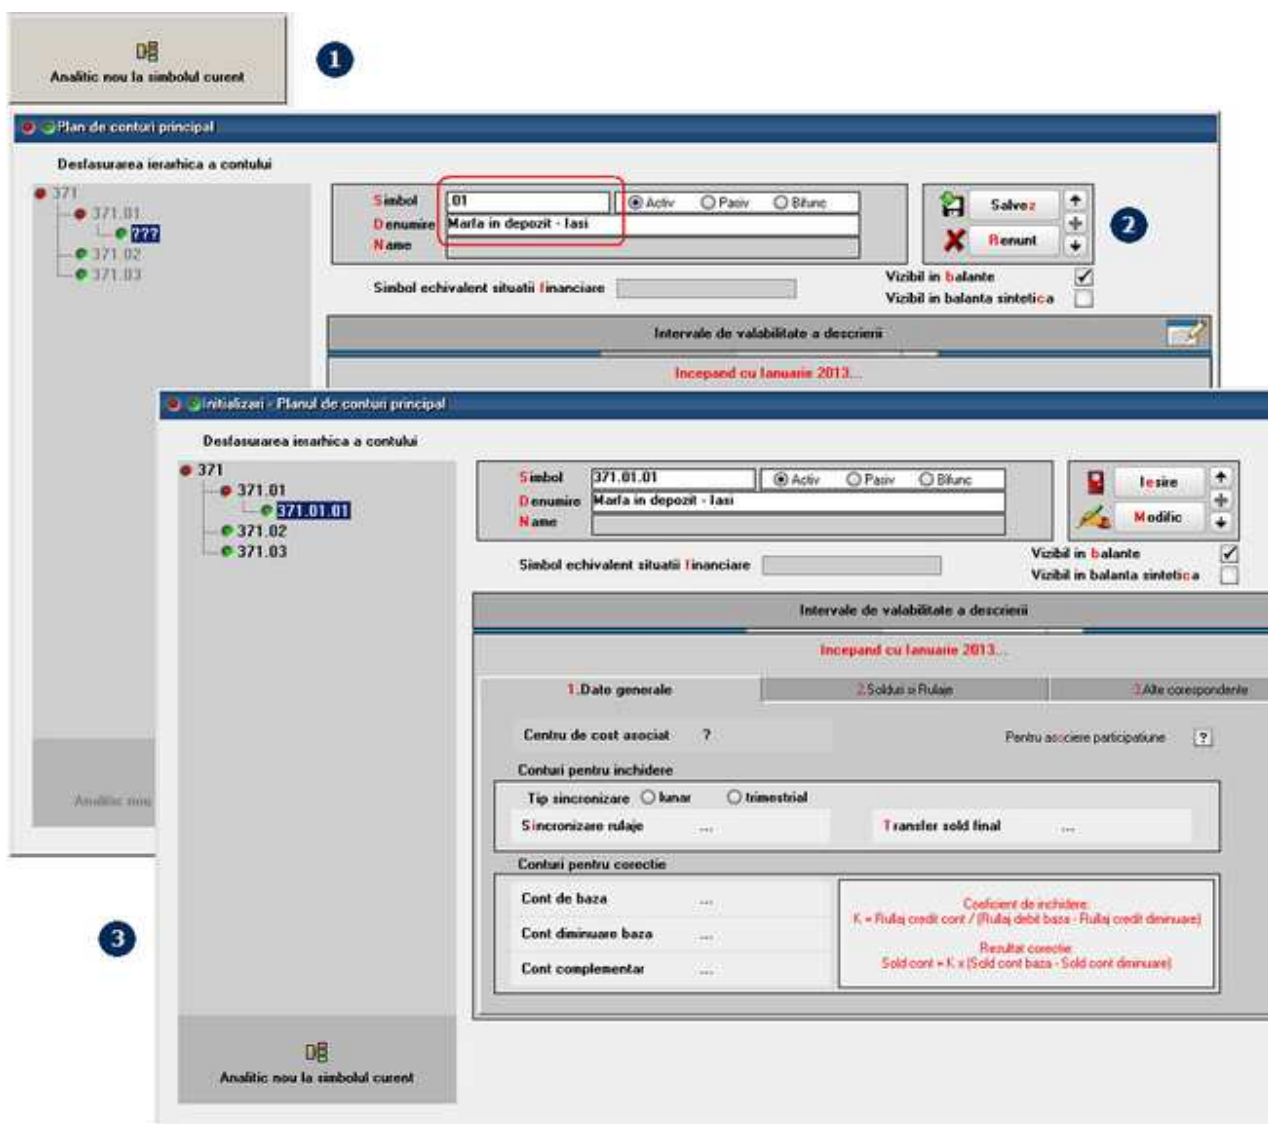 Analitic nou la simbolul curent
1
Plan de conturi principal
Desfasurarea ierarhica a contului
371
371.01
???
371.02
371.03
Simbol .01 Activ Pasiv Bifunc
Denumire Marfa in depozit - Iasi
Name
Salvez
Renunt
2
Simbol echivalent situatii financiare
Vizibil in balante
Vizibil in balanta sintetica
Intervale de valabilitate a descrierii
Incepand cu Ianuarie 2013...
Analitic nou
Initializari - Planul de conturi principal
Desfasurarea ierarhica a contului
371
371.01
371.01.01
371.02
371.03
Simbol 371.01.01 Activ Pasiv Bifunc
Denumire Marfa in depozit - Iasi
Name
Iesire
Modific
Simbol echivalent situatii financiare
Vizibil in balante
Vizibil in balanta sintetica
Intervale de valabilitate a descrierii
Incepand cu Ianuarie 2013...
1.Date generale 2.Solduri si Rulaje 3.Alte corespondente
Centru de cost asociat ? Pentru asociere participatiune ?
Conturi pentru inchidere
Tip sincronizare lunar trimestrial
Sincronizare rulaje ... Transfer sold final ...
Conturi pentru corectie
Cont de baza ...
Cont diminuare baza ...
Cont complementar ...
Coeficient de inchidere:
K = Rullaj credit cont / (Rullaj debit baza - Rullaj credit diminuare)
Rezultat corectie:
Sold cont = K x (Sold cont baza - Sold cont diminuare)
3
Analitic nou la simbolul curent